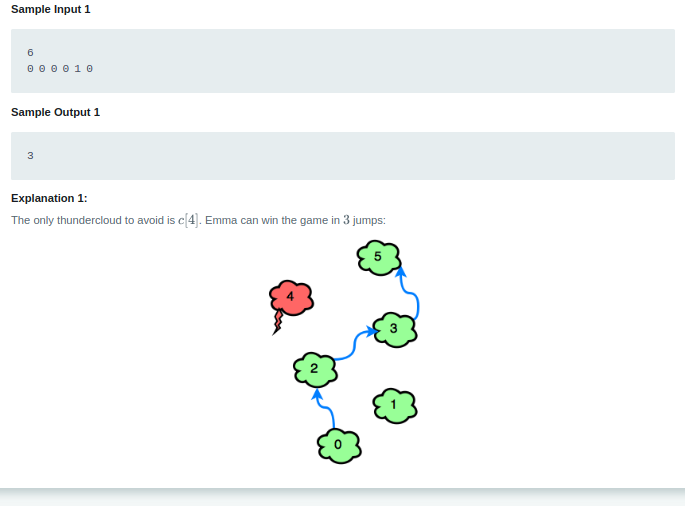 Sample Input 1
6
0 0 0 0 1 0
Sample Output 1
3
Explanation 1:
The only thundercloud to avoid is c[4]. Emma can win the game in 3 jumps:
5
4
3
2
1
0